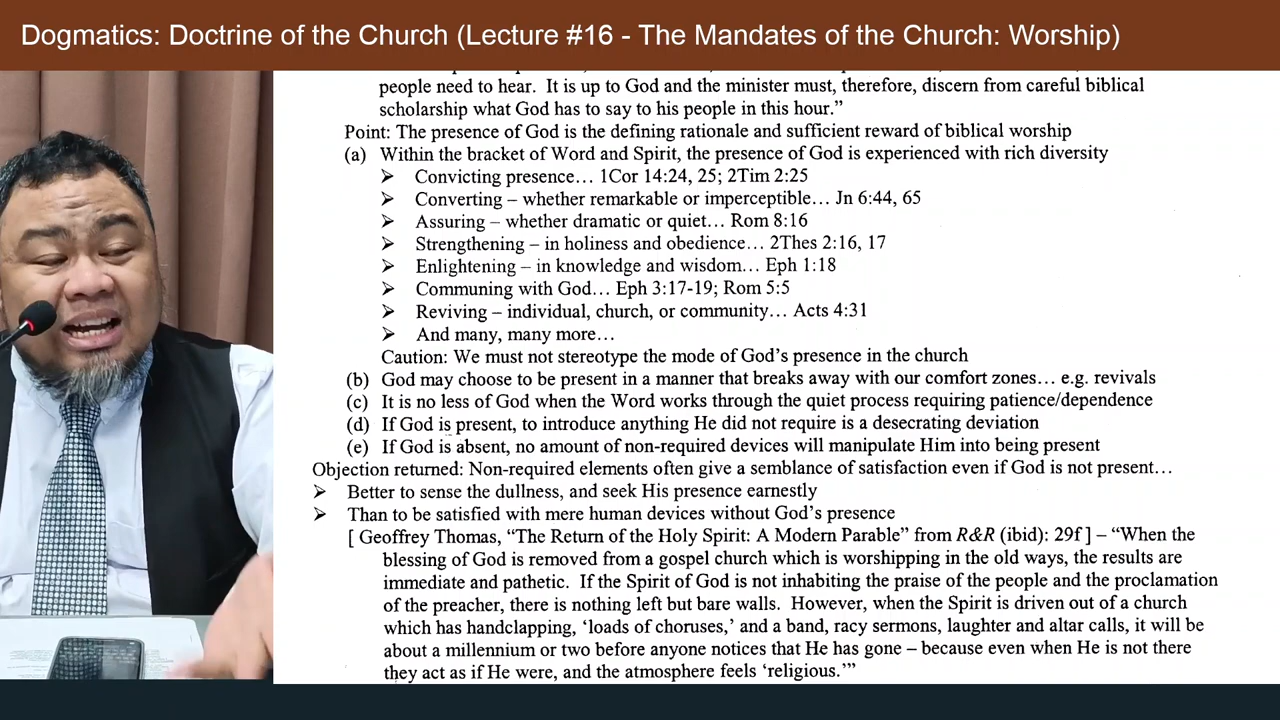 Dogmatics: Doctrine of the Church (Lecture #16 - The Mandates of the Church: Worship)
people need to hear. It is up to God and the minister must, therefore, discern from careful biblical
scholarship what God has to say to his people in this hour.”
Point: The presence of God is the defining rationale and sufficient reward of biblical worship
(a) Within the bracket of Word and Spirit, the presence of God is experienced with rich diversity
➢ Convicting presence… 1Cor 14:24, 25; 2Tim 2:25
➢ Converting – whether remarkable or imperceptible… Jn 6:44, 65
➢ Assuring – whether dramatic or quiet… Rom 8:16
➢ Strengthening – in holiness and obedience… 2Thes 2:16, 17
➢ Enlightening – in knowledge and wisdom… Eph 1:18
➢ Communing with God… Eph 3:17-19; Rom 5:5
➢ Reviving – individual, church, or community… Acts 4:31
➢ And many, many more…
Caution: We must not stereotype the mode of God’s presence in the church
(b) God may choose to be present in a manner that breaks away with our comfort zones… e.g. revivals
(c) It is no less of God when the Word works through the quiet process requiring patience/dependence
(d) If God is present, to introduce anything He did not require is a desecrating deviation
(e) If God is absent, no amount of non-required devices will manipulate Him into being present
Objection returned: Non-required elements often give a semblance of satisfaction even if God is not present…
➢ Better to sense the dullness, and seek His presence earnestly
➢ Than to be satisfied with mere human devices without God’s presence
[ Geoffrey Thomas, “The Return of the Holy Spirit: A Modern Parable” from R&R (ibid): 29f ] – “When the
blessing of God is removed from a gospel church which is worshipping in the old ways, the results are
immediate and pathetic. If the Spirit of God is not inhabiting the praise of the people and the proclamation
of the preacher, there is nothing left but bare walls. However, when the Spirit is driven out of a church
which has handclapping, ‘loads of choruses,’ and a band, racy sermons, laughter and altar calls, it will be
about a millennium or two before anyone notices that He has gone – because even when He is not there
they act as if He were, and the atmosphere feels ‘religious.’”